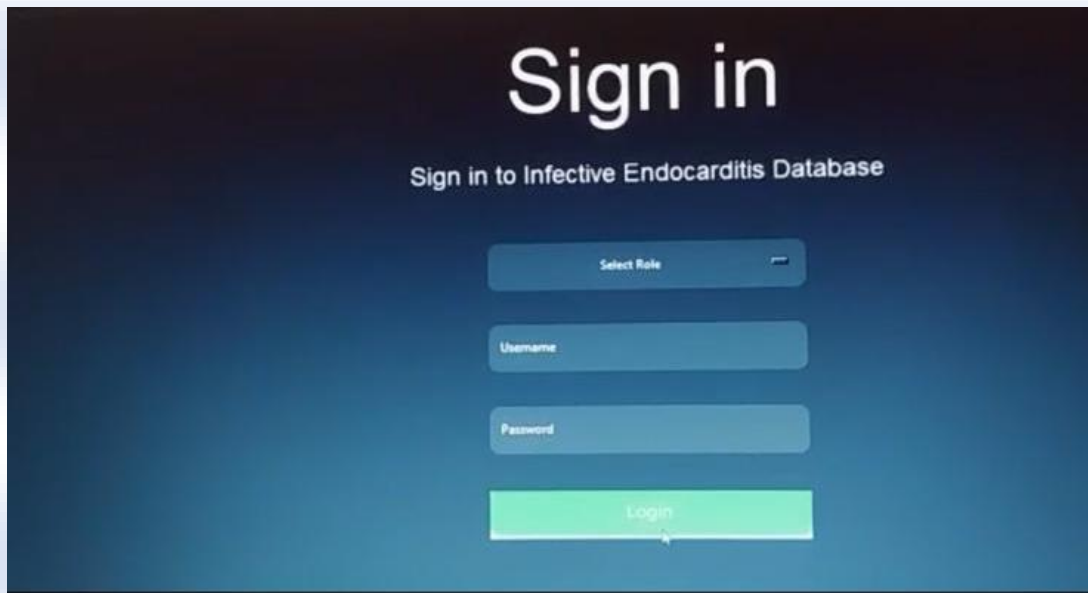 Sign in
Sign in to Infective Endocarditis Database
Select Role
Username
Password
Login